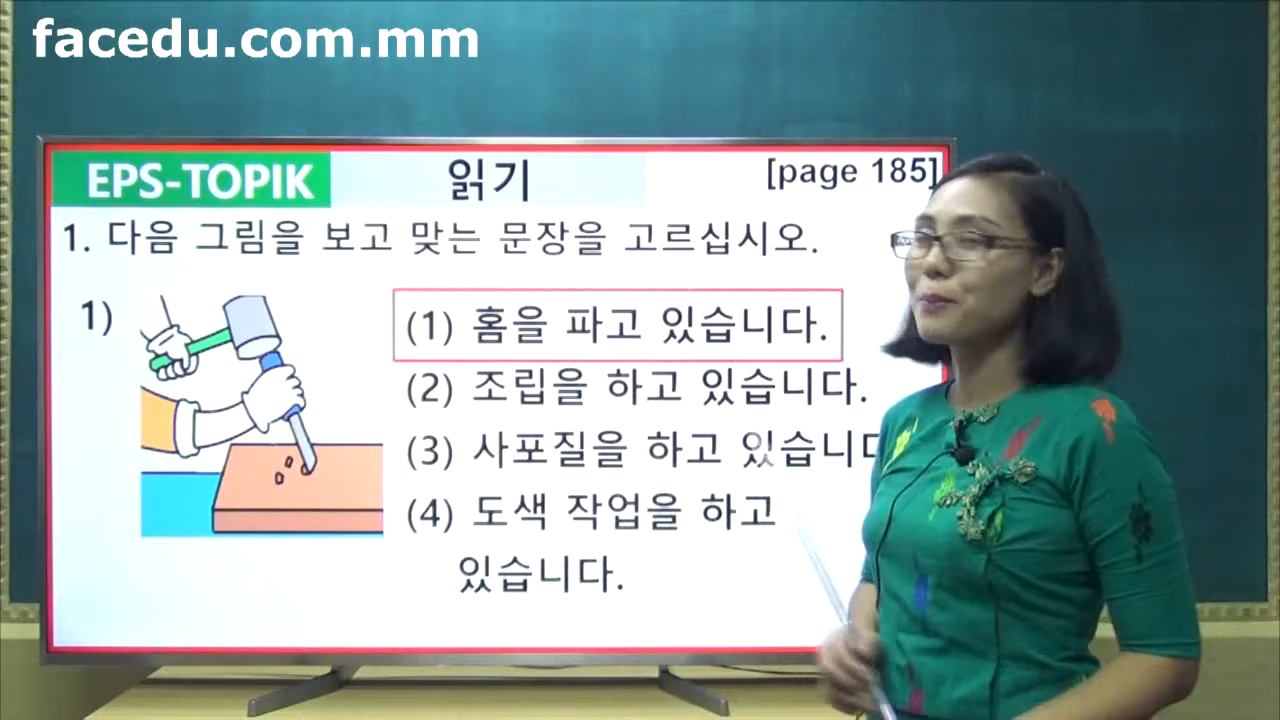 facedu.com.mm
EPS-TOPIK
읽기
[page 185]
1. 다음 그림을 보고 맞는 문장을 고르십시오.
1)
(1) 홈을 파고 있습니다.
(2) 조립을 하고 있습니다.
(3) 사포질을 하고 있습니
(4) 도색 작업을 하고
있습니다.